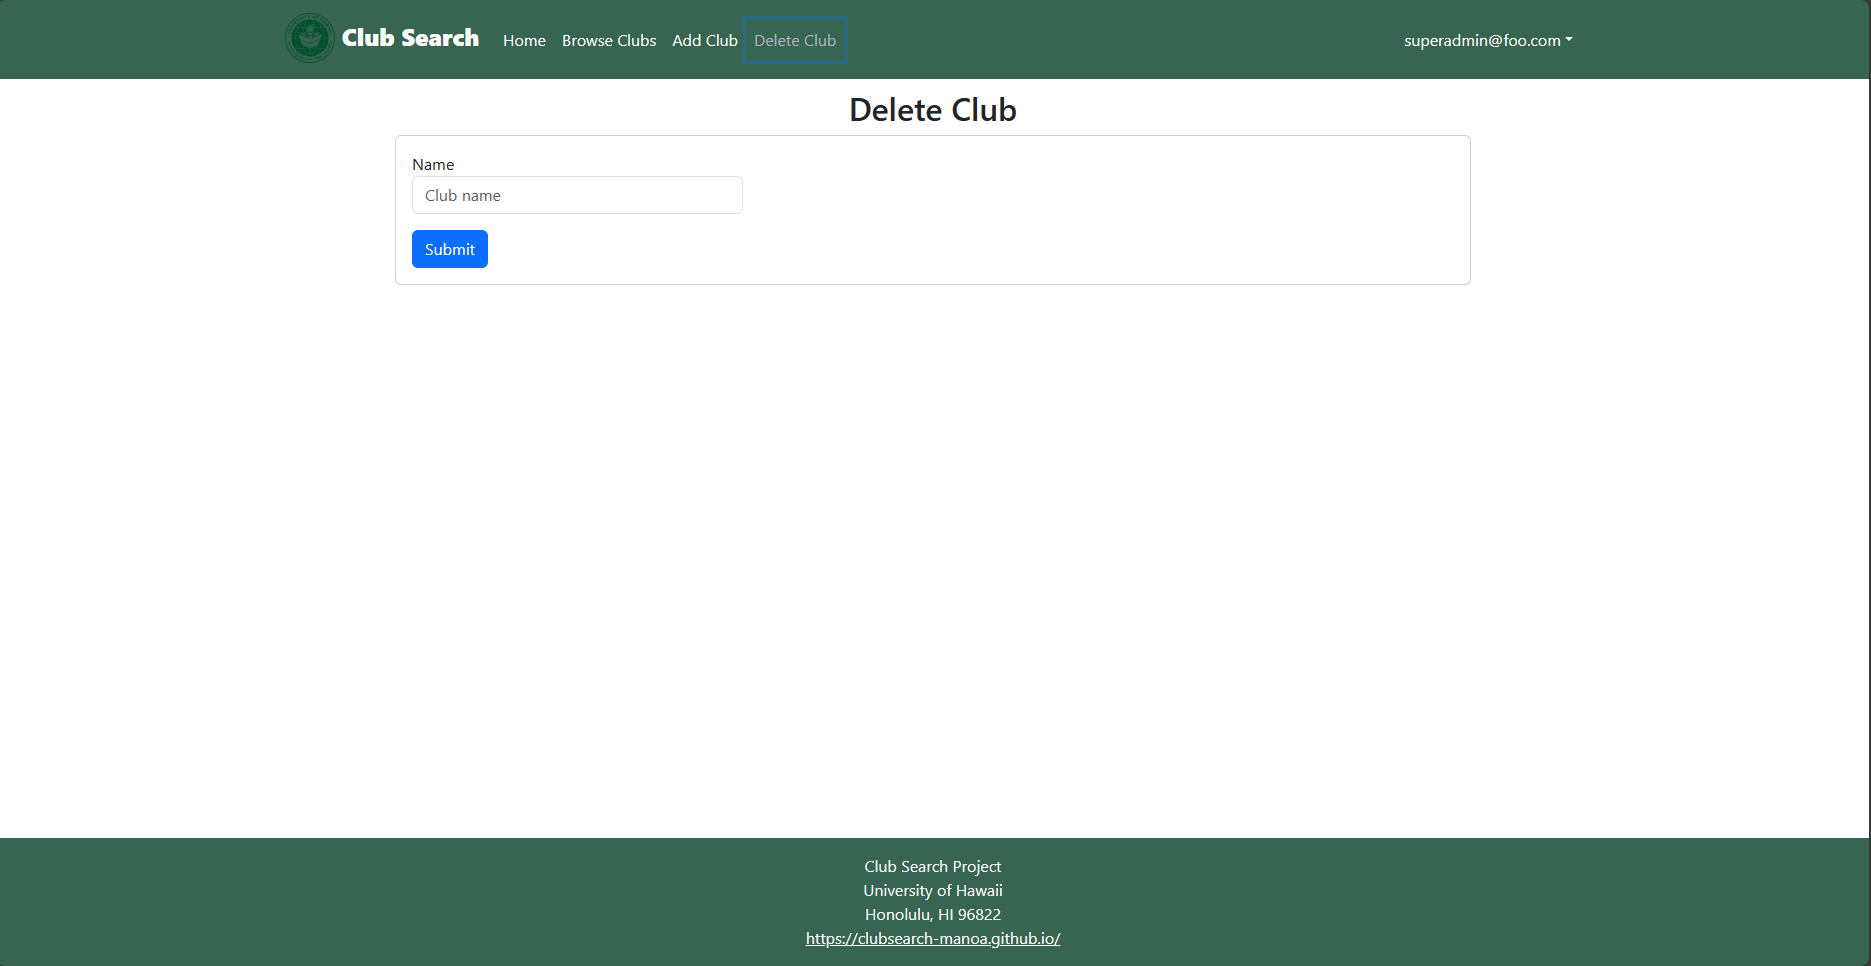 Club Search
Home
Browse Clubs
Add Club
Delete Club
superadmin@foo.com
Delete Club
Name
Club name
Submit
Club Search Project
University of Hawaii
Honolulu, HI 96822
https://clubsearch-manoa.github.io/